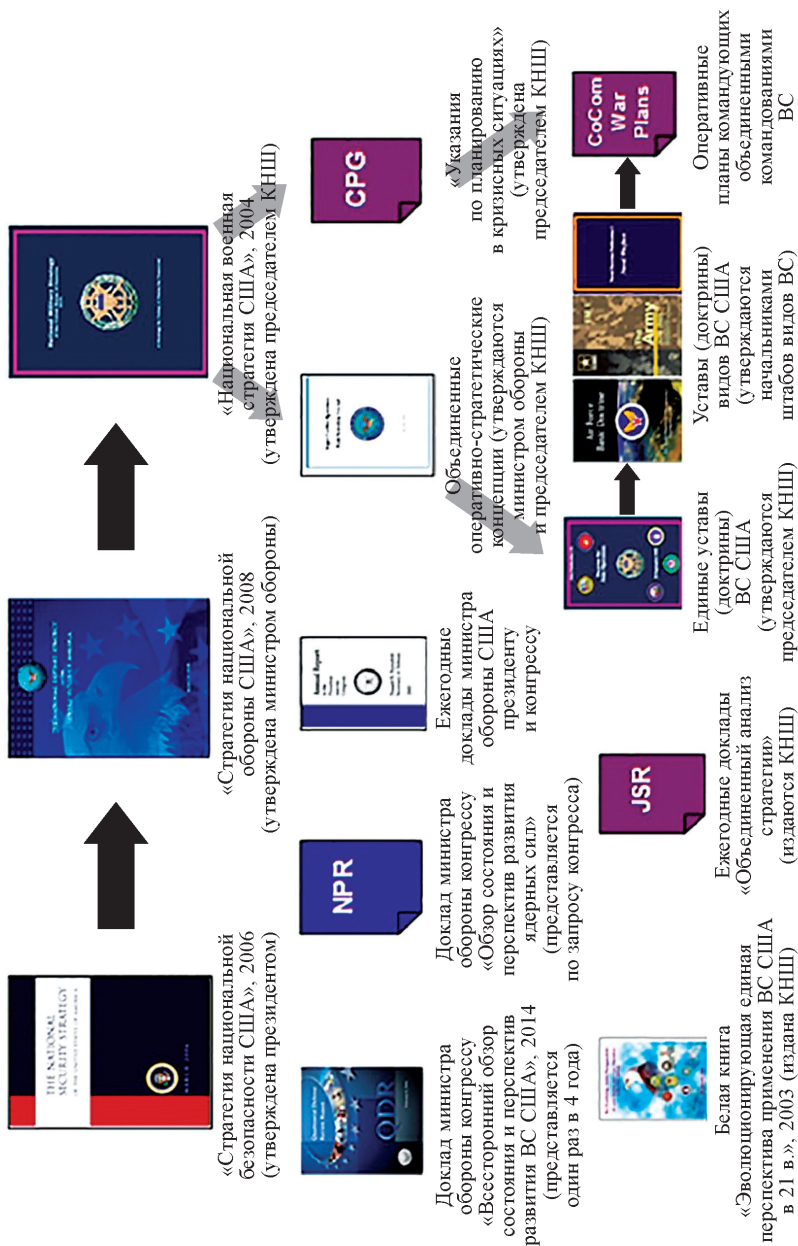 THE NATIONAL
SECURITY STRATEGY
OF THE UNITED STATES OF AMERICA
MARCH 2006
«Стратегия национальной
безопасности США», 2006
(утверждена президентом)
«Стратегия национальной
обороны США», 2008
(утверждена министром обороны)
«Национальная военная
стратегия США», 2004
(утверждена председателем КНШ)
QDR
Доклад министра
обороны конгрессу
«Всесторонний обзор
состояния и перспектив
развития ВС США», 2014
(представляется
один раз в 4 года)
NPR
Доклад министра
обороны конгрессу
«Обзор состояния и
перспектив развития
ядерных сил»
(представляется
по запросу конгресса)
Annual Report
Ежегодные
доклады министра
обороны США
президенту
и конгрессу
Объединенные
оперативно-стратегические
концепции (утверждаются
министром обороны
и председателем КНШ)
CPG
«Указания
по планированию
в кризисных ситуациях»
(утверждена
председателем КНШ)
Белая книга
«Эволюционирующая единая
перспектива применения ВС США
в 21 в.», 2003 (издана КНШ)
JSR
Ежегодные доклады
«Объединенный анализ
стратегии»
(издаются КНШ)
Единые уставы
(доктрины)
ВС США
(утверждаются
председателем КНШ)
The
Army
Уставы (доктрины)
видов ВС США
(утверждаются
начальниками
штабов видов ВС)
CoCom
War
Plans
Оперативные
планы командующих
объединенными
командованиями
ВС